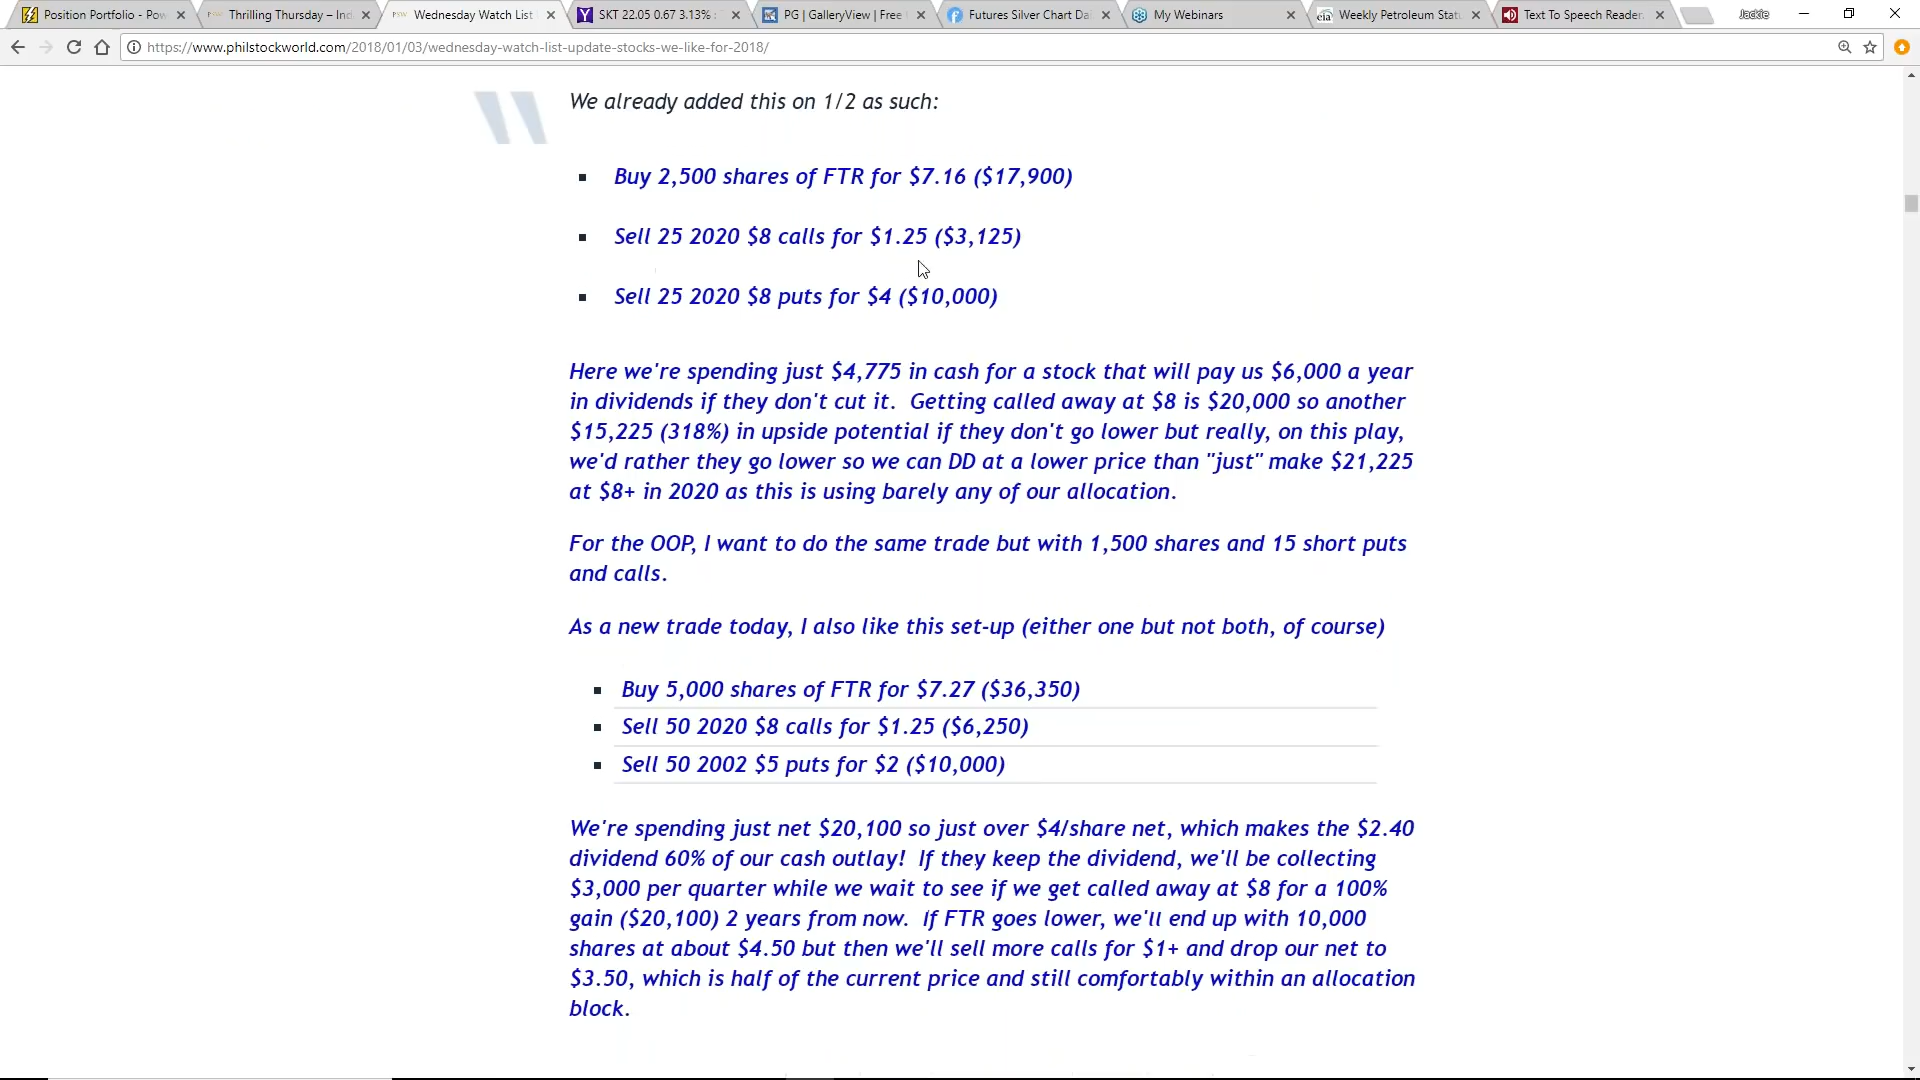 Position Portfolio - Pow
Thrilling Thursday – Ind
Wednesday Watch List
SKT 22.05 0.67 3.13% :
PG | GalleryView | Free
Futures Silver Chart Da
My Webinars
Weekly Petroleum Stat
Text To Speech Reader
Jackie
https://www.philstockworld.com/2018/01/03/wednesday-watch-list-update-stocks-we-like-for-2018/
We already added this on 1/2 as such:
Buy 2,500 shares of FTR for $7.16 ($17,900)
Sell 25 2020 $8 calls for $1.25 ($3,125)
Sell 25 2020 $8 puts for $4 ($10,000)
Here we're spending just $4,775 in cash for a stock that will pay us $6,000 a year
in dividends if they don't cut it. Getting called away at $8 is $20,000 so another
$15,225 (318%) in upside potential if they don't go lower but really, on this play,
we'd rather they go lower so we can DD at a lower price than "just" make $21,225
at $8+ in 2020 as this is using barely any of our allocation.
For the OOP, I want to do the same trade but with 1,500 shares and 15 short puts
and calls.
As a new trade today, I also like this set-up (either one but not both, of course)
Buy 5,000 shares of FTR for $7.27 ($36,350)
Sell 50 2020 $8 calls for $1.25 ($6,250)
Sell 50 2002 $5 puts for $2 ($10,000)
We're spending just net $20,100 so just over $4/share net, which makes the $2.40
dividend 60% of our cash outlay! If they keep the dividend, we'll be collecting
$3,000 per quarter while we wait to see if we get called away at $8 for a 100%
gain ($20,100) 2 years from now. If FTR goes lower, we'll end up with 10,000
shares at about $4.50 but then we'll sell more calls for $1+ and drop our net to
$3.50, which is half of the current price and still comfortably within an allocation
block.